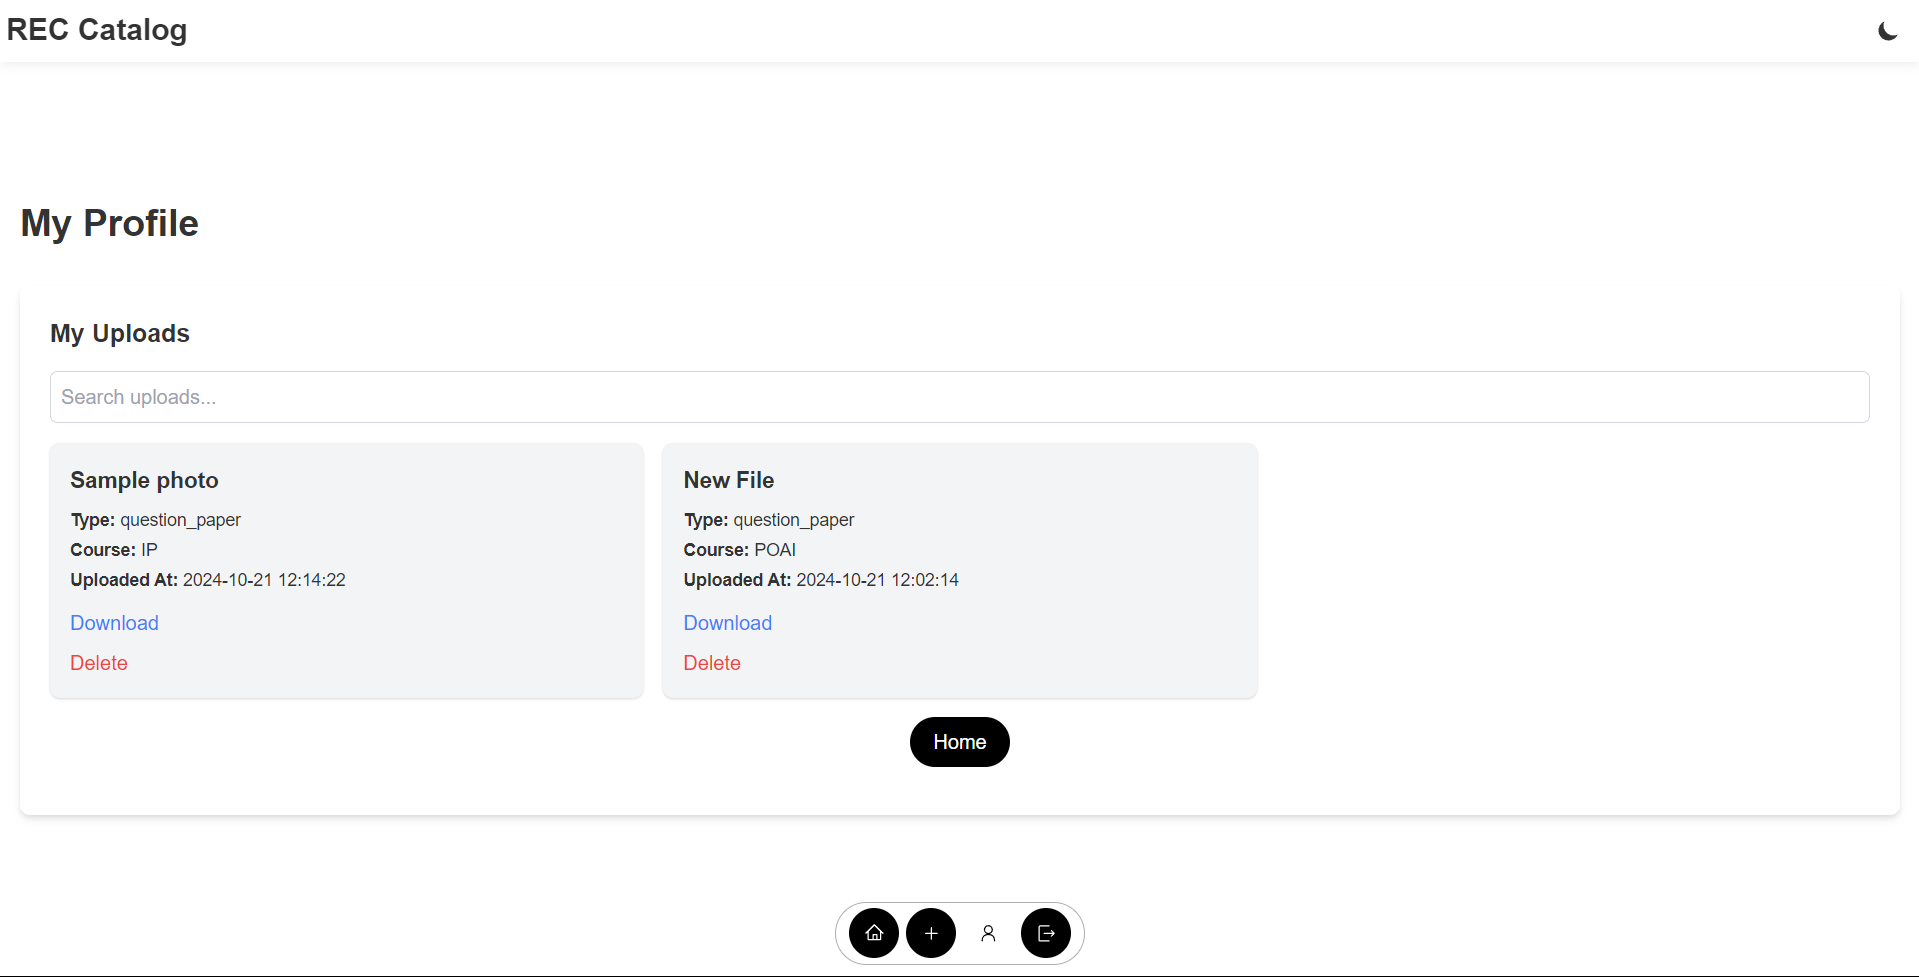 REC Catalog
My Profile
My Uploads
Search uploads...
Sample photo
Type: question_paper
Course: IP
Uploaded At: 2024-10-21 12:14:22
Download
Delete
New File
Type: question_paper
Course: POAI
Uploaded At: 2024-10-21 12:02:14
Download
Delete
Home